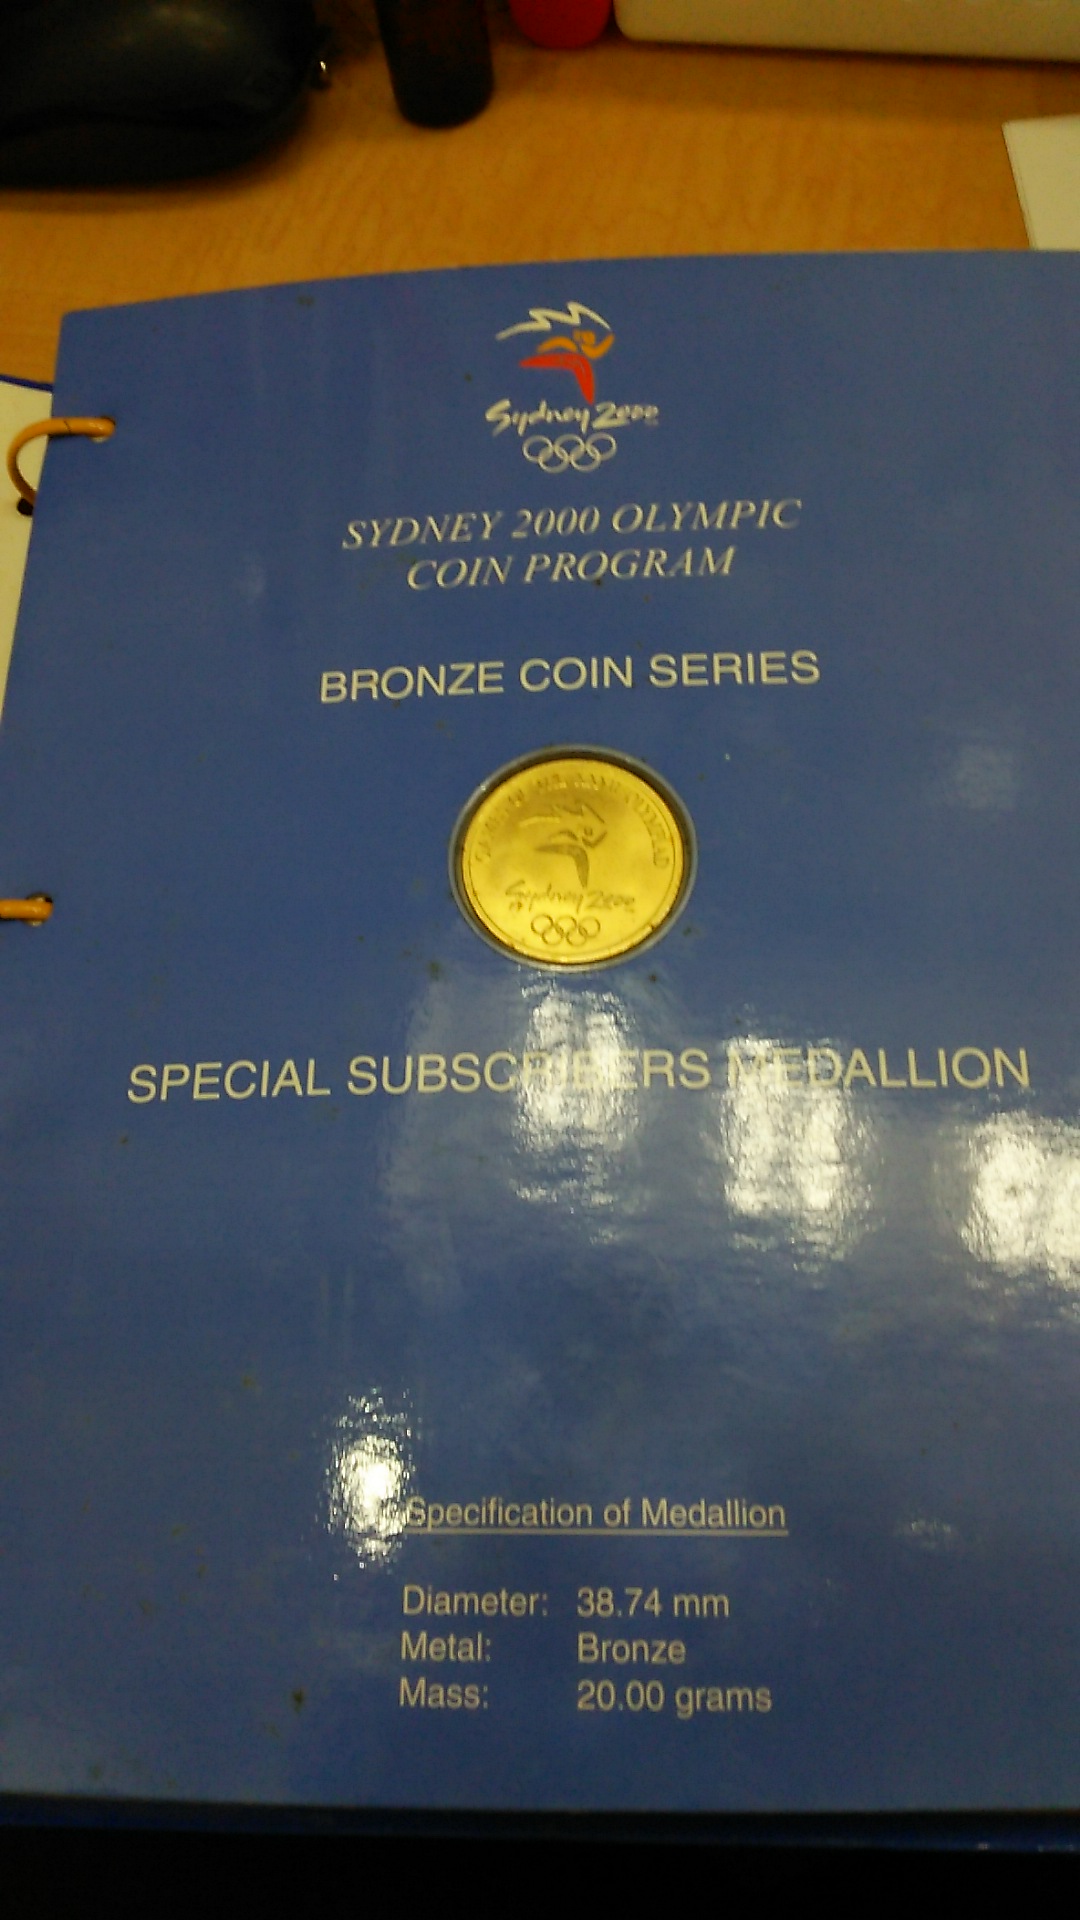 Sydney 2000
SYDNEY 2000 OLYMPIC
COIN PROGRAM
BRONZE COIN SERIES
OLYMPIAD
Sydney 2000
SPECIAL SUBSCRIBERS MEDALLION
Specification of Medallion
Diameter: 38.74 mm
Metal: Bronze
Mass: 20.00 grams